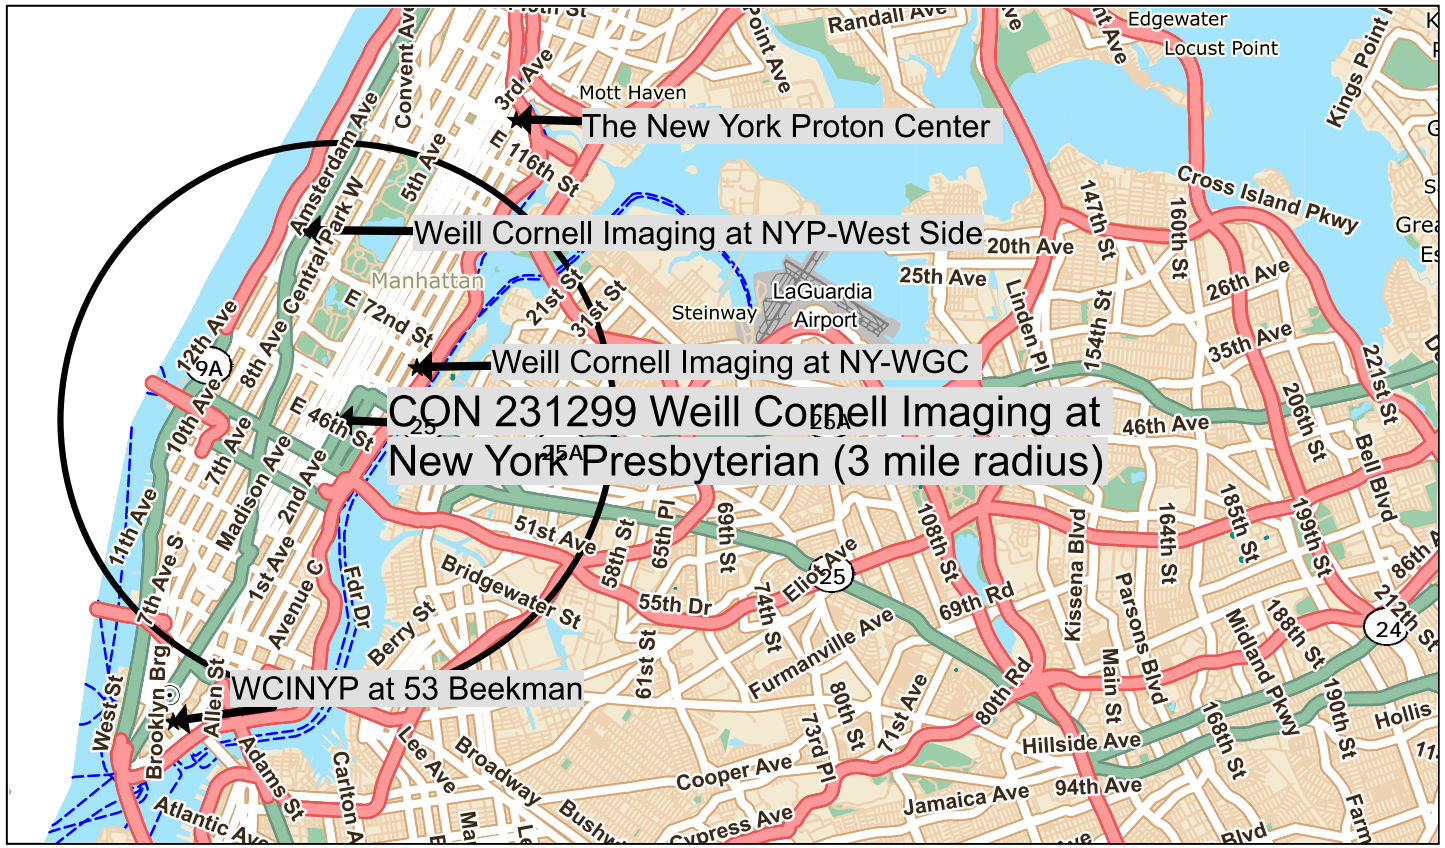 Convent Ave
Randall Ave
Edgewater
Locust Point
Kings Point
Point Ave
3rd Ave
Mott Haven
The New York Proton Center
Amsterdam Ave
5th Ave
E 116th St
Cross Island Pkwy
147th St
160th St
Central Park W
Weill Cornell Imaging at NYP-West Side
20th Ave
25th Ave
26th Ave
Manhattan
E 72nd St
21st St
31st St
Steinway
LaGuardia
Airport
Linden Pl
154th St
35th Ave
12th Ave
9A
8th Ave
Weill Cornell Imaging at NY-WGC
221st St
206th St
10th Ave
E 46th St
25
CON 231299 Weill Cornell Imaging at
25A
46th Ave
7th Ave
25A
New York Presbyterian (3 mile radius)
Bell Blvd
Madison Ave
2nd Ave
11th Ave
51st Ave
58th St
65th Pl
69th St
108th St
Kissena Blvd
164th St
185th St
199th St
7th Ave S
1st Ave
Avenue C
Fdr Dr
Bridgewater St
55th Dr
74th St
Eliot Ave
25
69th Rd
Parsons Blvd
86th A
212th St
24
Berry St
61st St
Furmanville Ave
Main St
Midland Pkwy
188th St
190th St
Brooklyn Brg
Allen St
WCINYP at 53 Beekman
West St
80th St
71st Ave
73rd Pl
80th Rd
Hillside Ave
168th St
Hollis
Adams St
Carlton A
Lee Ave
Broadway
Cooper Ave
Jamaica Ave
94th Ave
Atlantic Ave
Bushw
Cypress Ave
Blvd
Farm